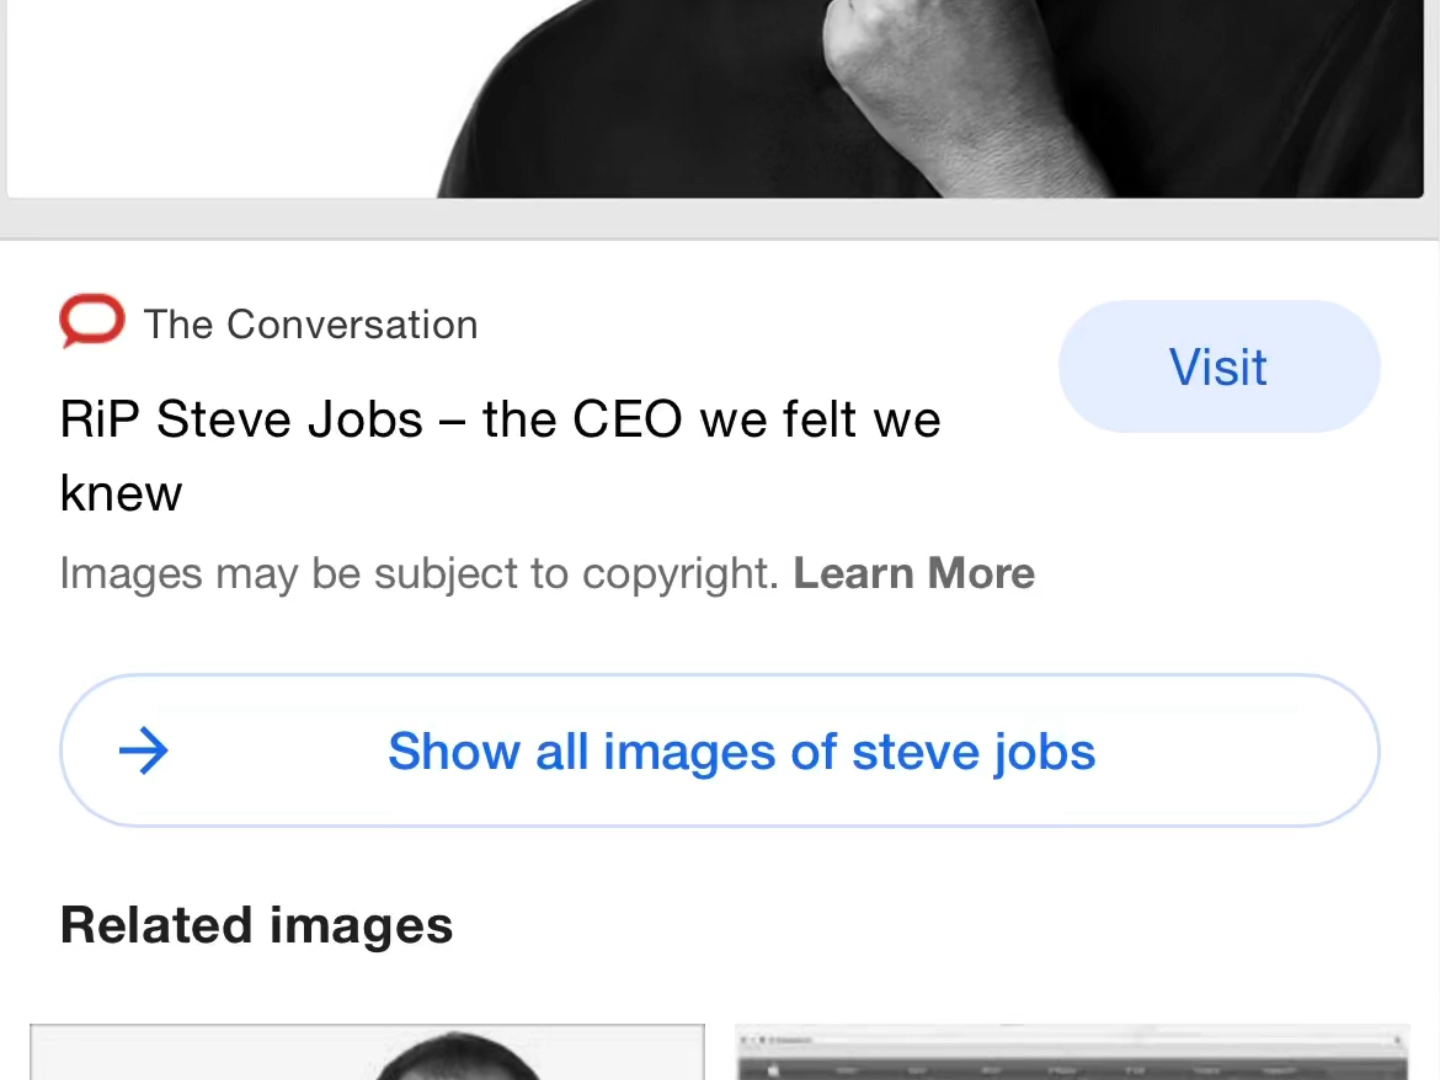 The Conversation
Visit
RiP Steve Jobs – the CEO we felt we
knew
Images may be subject to copyright. Learn More
Show all images of steve jobs
Related images